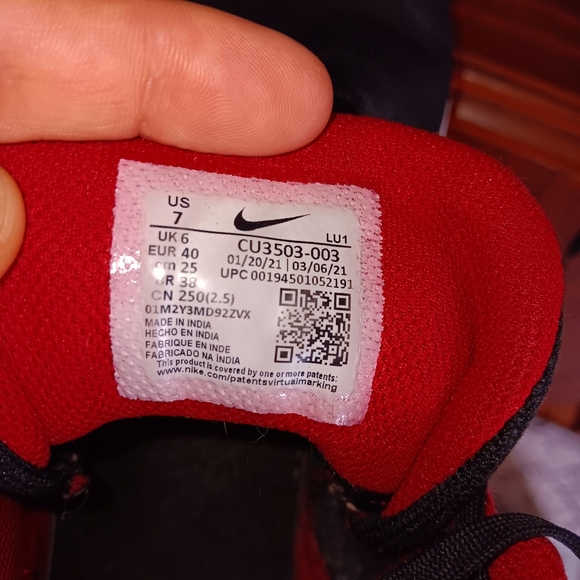 US
7
LU1
UK 6
EUR 40
cm 25
BR 38
CN 250(2.5)
CU3503-003
01/20/21 | 03/06/21
UPC 00194501052191
01M2Y3MD92ZVX
MADE IN INDIA
HECHO EN INDIA
FABRIQUE EN INDE
FABRICADO NA ÍNDIA
This product is covered by one or more patents:
www.nike.com/patentsvirtualmarking